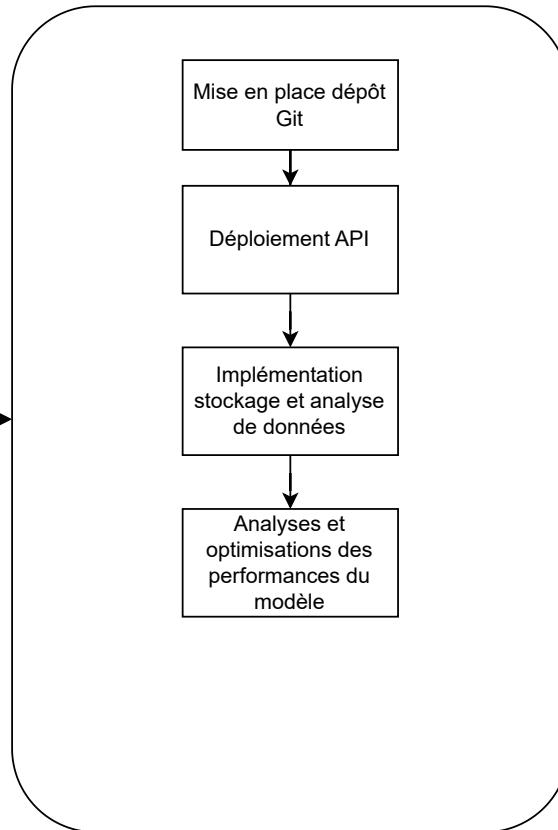 Mise en place dépôt
Git
Déploiement API
Implémentation
stockage et analyse
de données
Analyses et
optimisations des
performances du
modèle